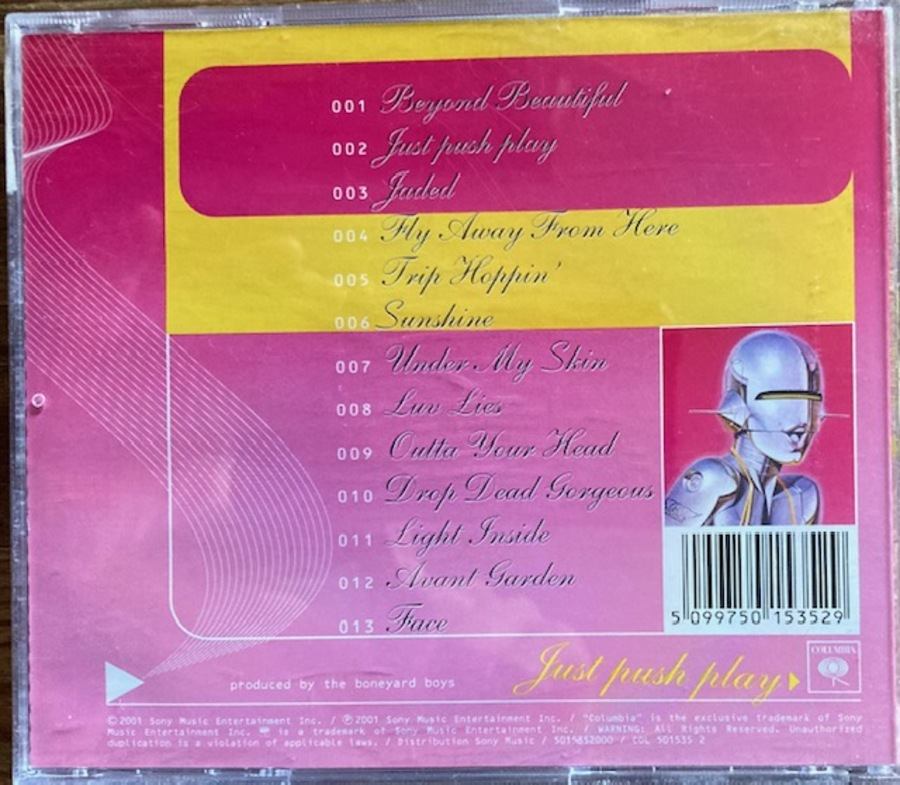 001 Beyond Beautiful
002 Just push play
003 Jaded
004 Fly Away From Here
005 Trip Hoppin'
006 Sunshine
007 Under My Skin
008 Luv Lies
009 Outta Your Head
010 Drop Dead Gorgeous
011 Light Inside
012 Avant Garden
013 Face
5 099750 153529
Just push play
COLUMBIA
produced by the boneyard boys
©2001 Sony Music Entertainment Inc. / ℗2001 Sony Music Entertainment Inc. / "Columbia" is the exclusive trademark of Sony
Music Entertainment Inc. is a trademark of Sony Music Entertainment Inc. / WARNING: All Rights Reserved. Unauthorized
duplication is a violation of applicable laws. / Distribution Sony Music / 5015352000 / COL 501535 2